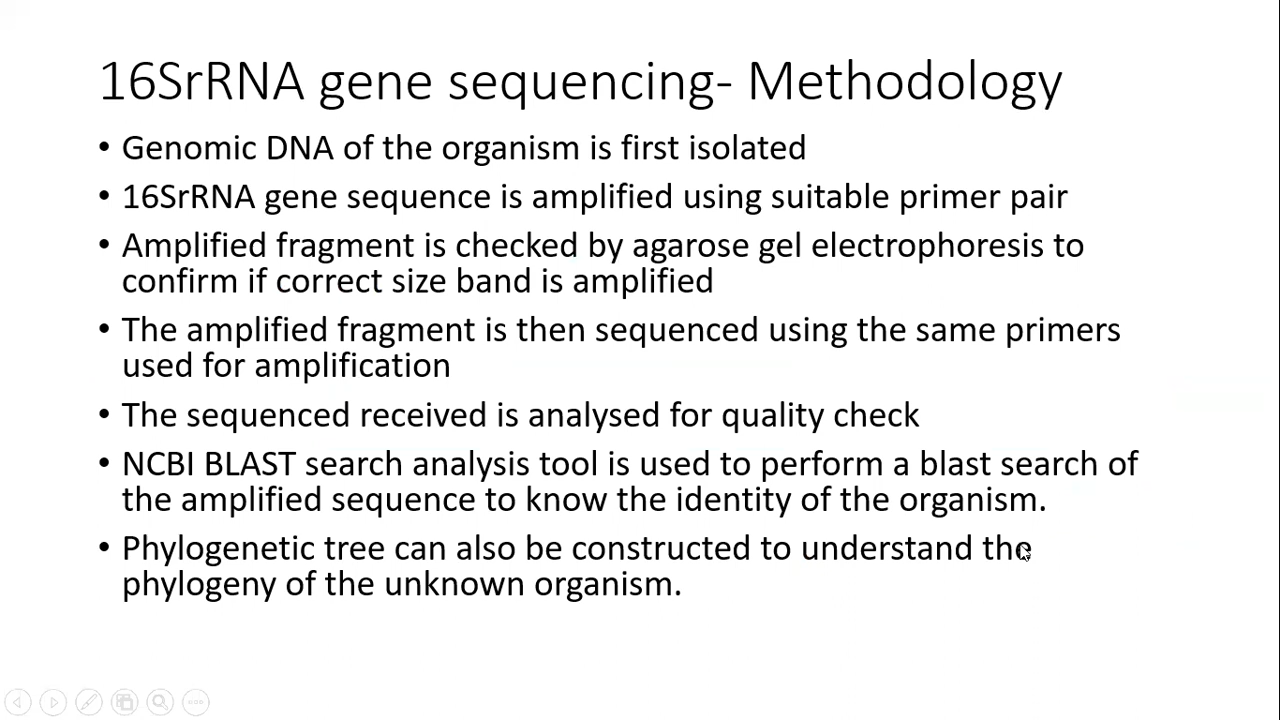 16SrRNA gene sequencing- Methodology
• Genomic DNA of the organism is first isolated
• 16SrRNA gene sequence is amplified using suitable primer pair
• Amplified fragment is checked by agarose gel electrophoresis to
confirm if correct size band is amplified
• The amplified fragment is then sequenced using the same primers
used for amplification
• The sequenced received is analysed for quality check
• NCBI BLAST search analysis tool is used to perform a blast search of
the amplified sequence to know the identity of the organism.
• Phylogenetic tree can also be constructed to understand the
phylogeny of the unknown organism.